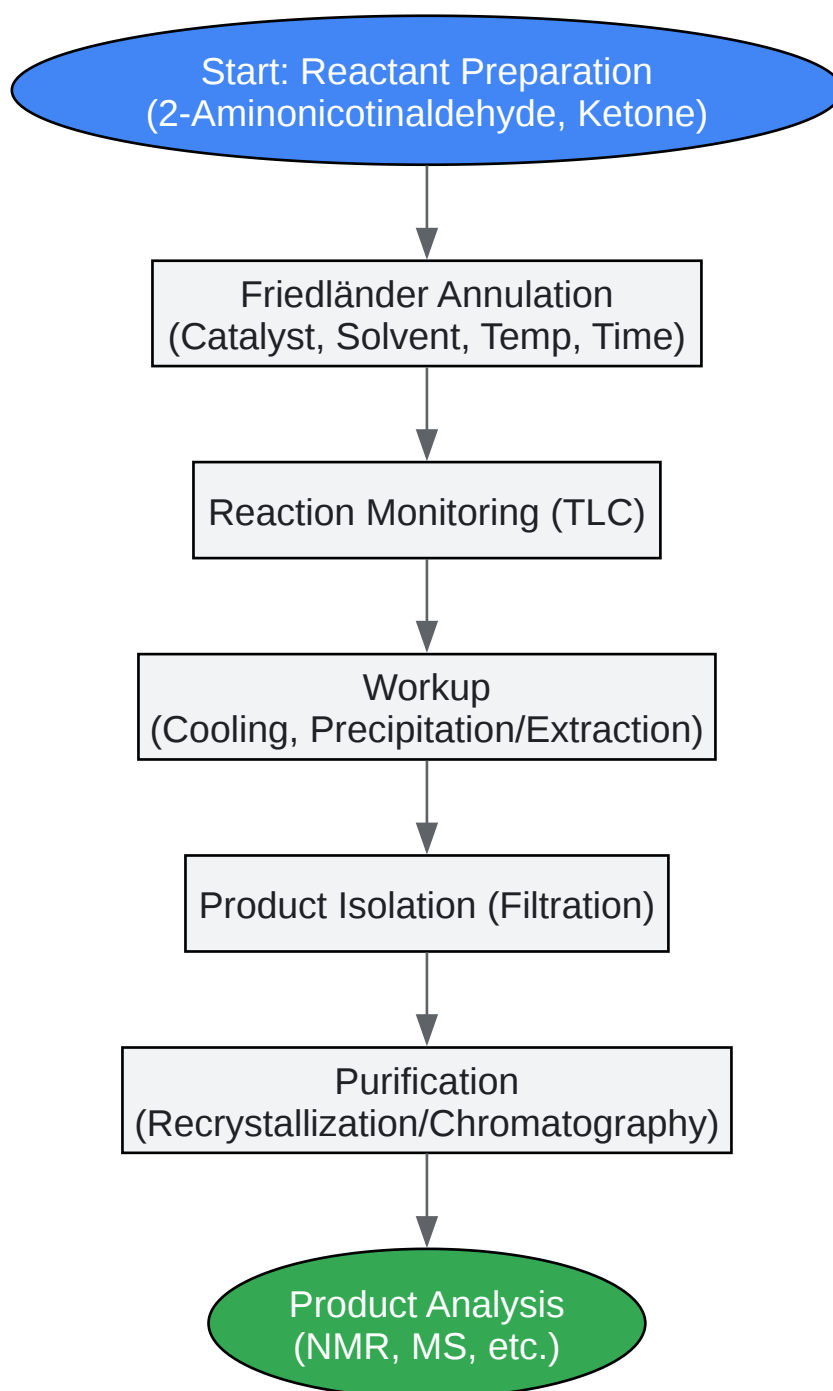 Start: Reactant Preparation
(2-Aminonicotinaldehyde, Ketone)
Friedländer Annulation
(Catalyst, Solvent, Temp, Time)
Reaction Monitoring (TLC)
Workup
(Cooling, Precipitation/Extraction)
Product Isolation (Filtration)
Purification
(Recrystallization/Chromatography)
Product Analysis
(NMR, MS, etc.)